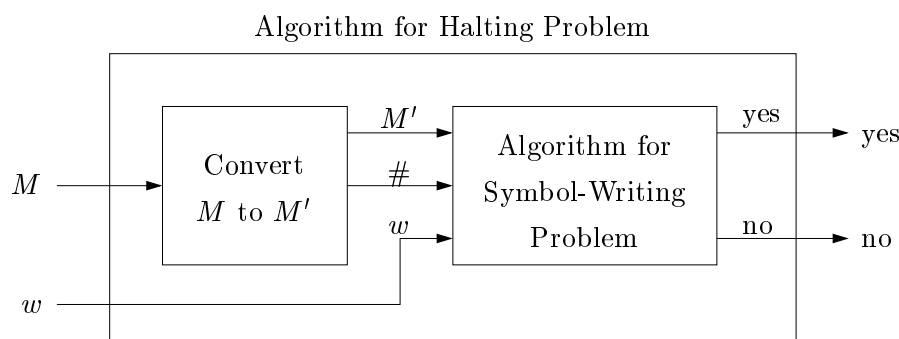 Algorithm for Halting Problem
M
w
Convert
M to M′
M′
#
w
Algorithm for
Symbol-Writing
Problem
yes
no
yes
no